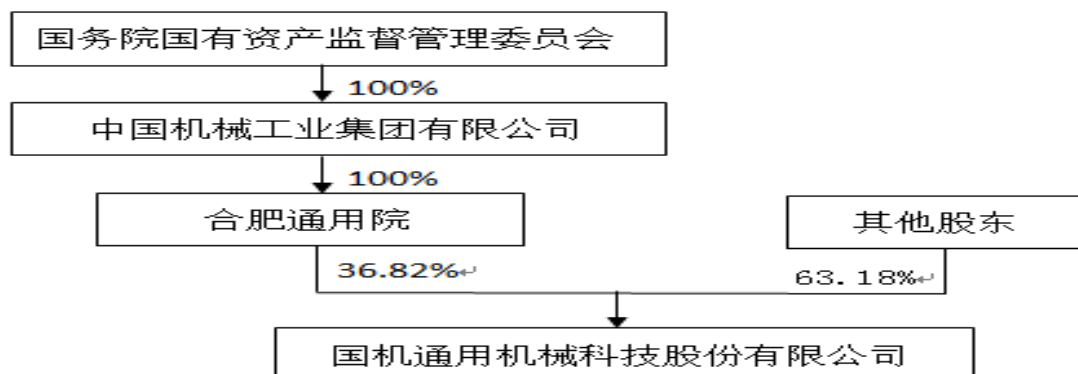 国务院国有资产监督管理委员会
100%
中国机械工业集团有限公司
100%
合肥通用院
其他股东
36.82%↵
63.18%↵
国机通用机械科技股份有限公司